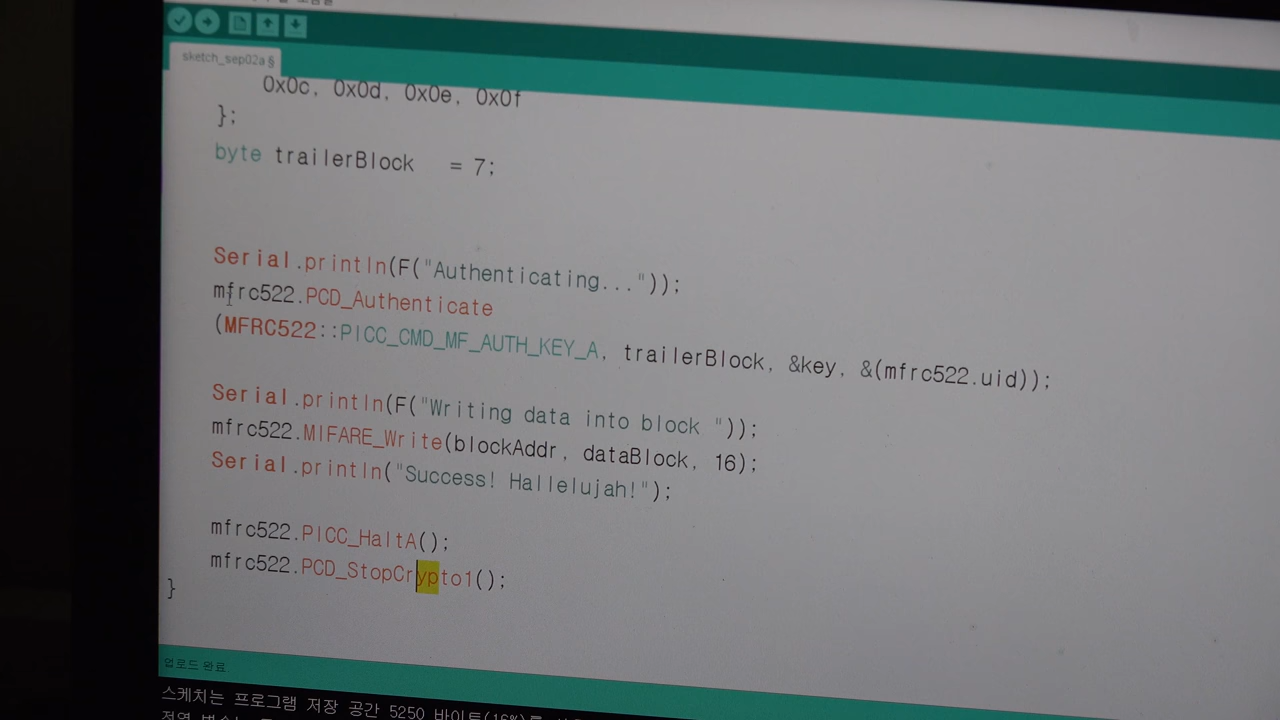 sketch_sep02a §
0x0c, 0x0d, 0x0e, 0x0f
};
byte trailerBlock = 7;
Serial.println(F("Authenticating..."));
mfrc522.PCD_Authenticate
(MFRC522::PICC_CMD_MF_AUTH_KEY_A, trailerBlock, &key, &(mfrc522.uid));
Serial.println(F("Writing data into block "));
mfrc522.MIFARE_Write(blockAddr, dataBlock, 16);
Serial.println("Success! Hallelujah!");
mfrc522.PICC_HaltA();
mfrc522.PCD_StopCrypto1();
}
업로드 완료
스케치는 프로그램 저장 공간 5250 바이트(16%)를